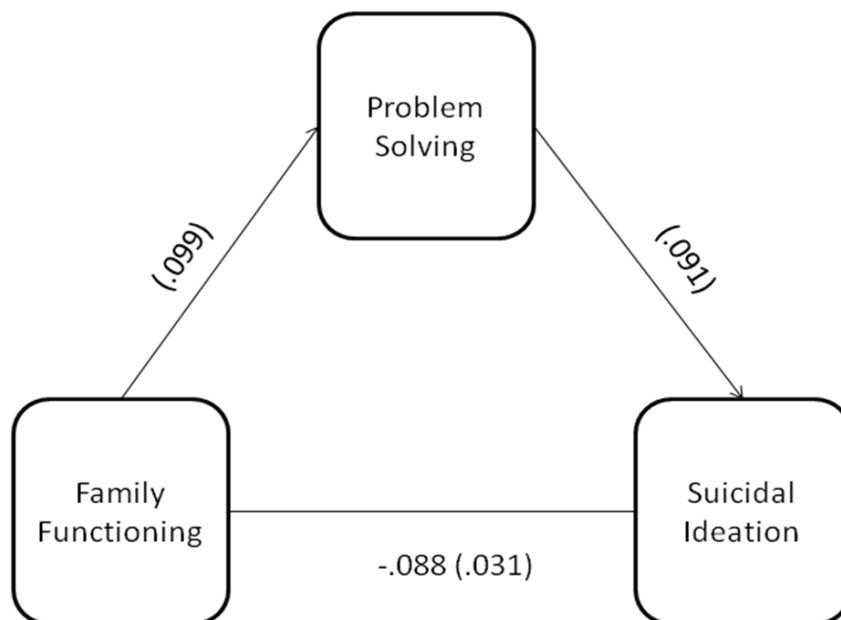 Problem
Solving
(.099)
(.091)
Family
Functioning
Suicidal
Ideation
-.088 (.031)